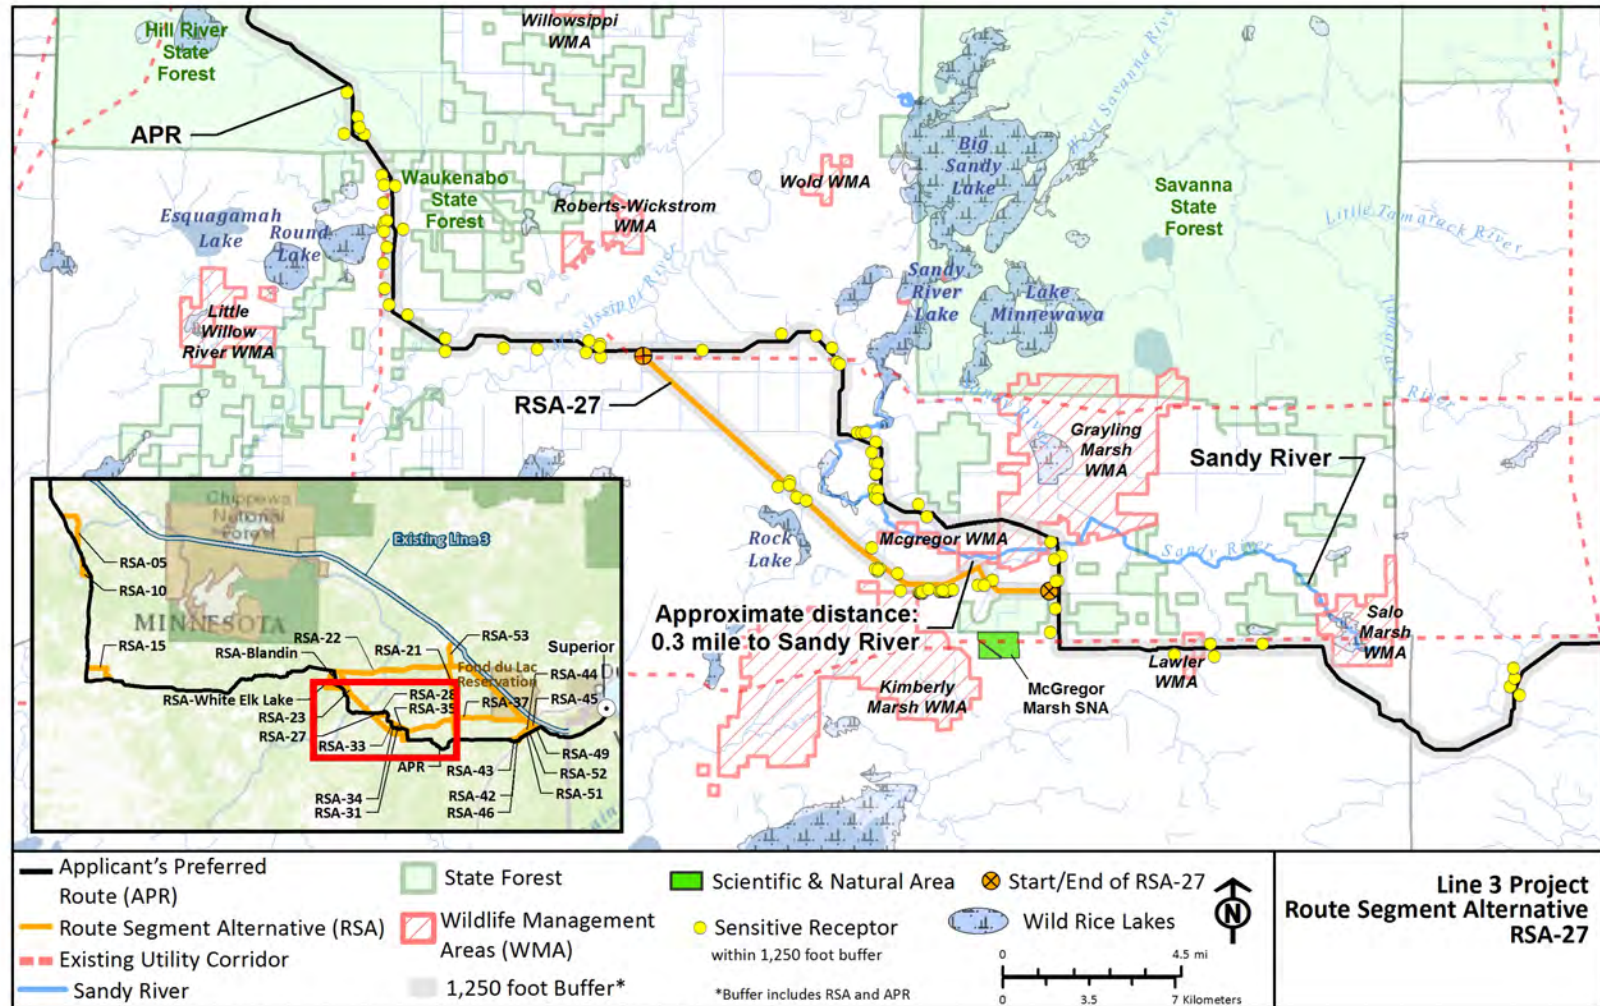 Hill River
State
Forest
Willowsippi
WMA
APR
Waukenabo
State
Forest
Wold WMA
Roberts-Wickstrom
WMA
Big
Sandy
Lake
West Savanna River
Savanna
State
Forest
Little Tamarack River
Esquagamah
Lake
Round
Lake
Little
Willow
River WMA
Mississippi River
Sandy
River
Lake
Lake
Minnewawa
Tamarack River
RSA-27
Sandy River
Grayling
Marsh
WMA
Sandy River
Rock
Lake
Mcgregor WMA
Sandy River
Approximate distance:
0.3 mile to Sandy River
Salo
Marsh
WMA
Lawler
WMA
Kimberly
Marsh WMA
McGregor
Marsh SNA
Chippewa
National
Forest
Existing Line 3
RSA-05
RSA-10
MINNESOTA
RSA-15
RSA-22
RSA-21
RSA-53
RSA-Blandin
Superior
Fond du Lac
Reservation
RSA-44
RSA-White Elk Lake
RSA-28
RSA-35
RSA-37
RSA-45
RSA-23
RSA-27
RSA-33
APR
RSA-43
RSA-49
RSA-52
RSA-51
RSA-34
RSA-31
RSA-42
RSA-46
Applicant's Preferred
Route (APR)
Route Segment Alternative (RSA)
Existing Utility Corridor
Sandy River
State Forest
Wildlife Management
Areas (WMA)
1,250 foot Buffer*
Scientific & Natural Area
Sensitive Receptor
within 1,250 foot buffer
*Buffer includes RSA and APR
Start/End of RSA-27
Wild Rice Lakes
N
0 4.5 mi
0 3.5 7 Kilometers
Line 3 Project
Route Segment Alternative
RSA-27